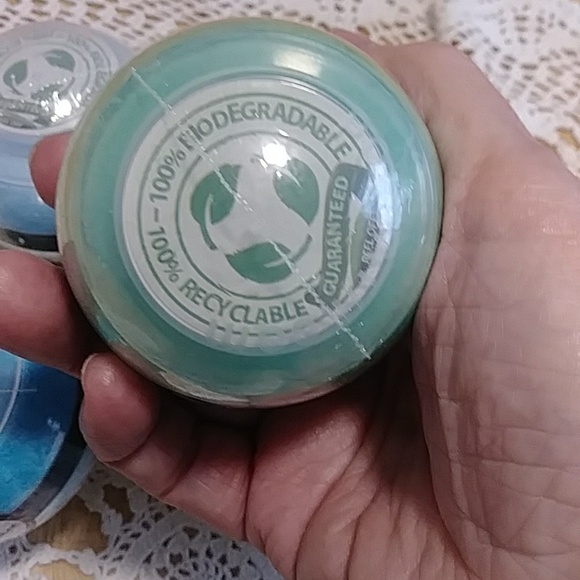 100% BIODEGRADABLE
100% RECYCLABLE
GUARANTEED